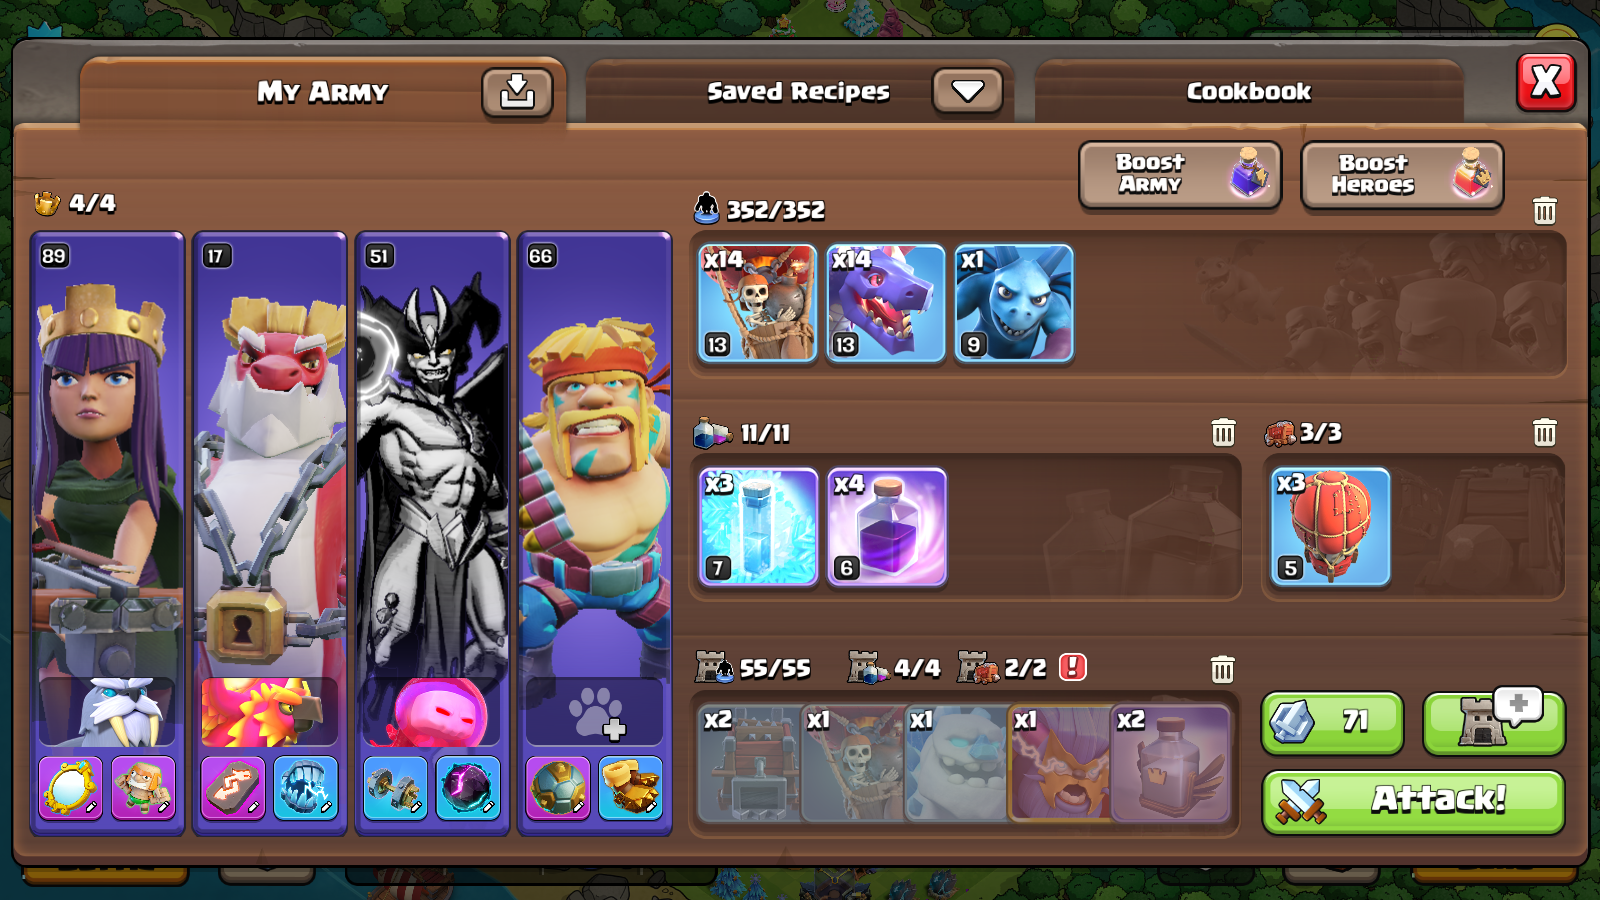 My Army
Saved Recipes
Cookbook
X
Boost
Army
Boost
Heroes
4/4
352/352
89
17
51
66
x14
x14
x1
13
13
9
11/11
3/3
x3
x4
x3
7
6
5
55/55
4/4
2/2
!
x2
x1
x1
x1
x2
71
Attack!